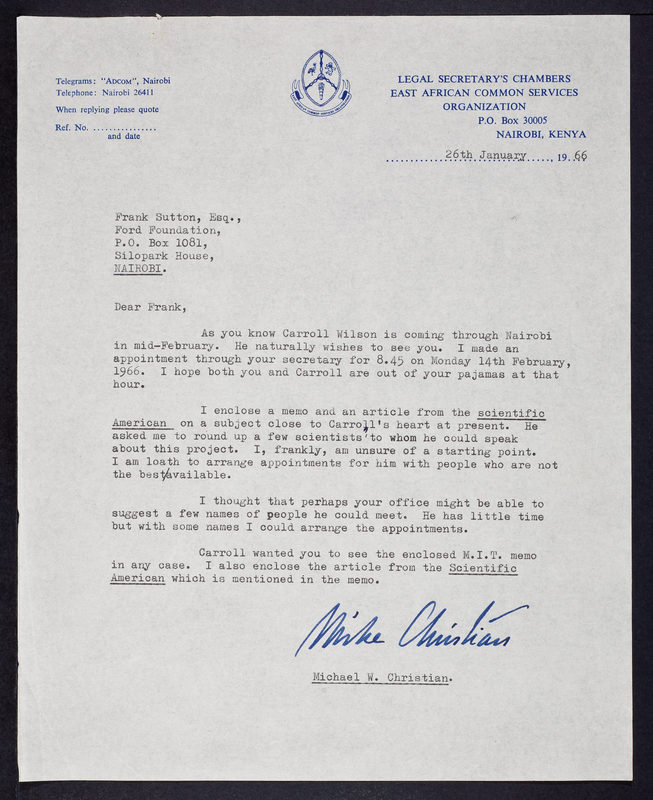 Telegrams: "ADCOM", Nairobi
Telephone: Nairobi 26411
When replying please quote
Ref. No. ................
and date
LEGAL SECRETARY'S CHAMBERS
EAST AFRICAN COMMON SERVICES
ORGANIZATION
P.O. Box 30005
NAIROBI, KENYA
26th January, 1966
Frank Sutton, Esq.,
Ford Foundation,
P.O. Box 1081,
Silopark House,
NAIROBI.
Dear Frank,
As you know Carroll Wilson is coming through Nairobi
in mid-February. He naturally wishes to see you. I made an
appointment through your secretary for 8.45 on Monday 14th February,
1966. I hope both you and Carroll are out of your pajamas at that
hour.
I enclose a memo and an article from the scientific
American on a subject close to Carroll's heart at present. He
asked me to round up a few scientists to whom he could speak
about this project. I, frankly, am unsure of a starting point.
I am loath to arrange appointments for him with people who are not
the best/available.
I thought that perhaps your office might be able to
suggest a few names of people he could meet. He has little time
but with some names I could arrange the appointments.
Carroll wanted you to see the enclosed M.I.T. memo
in any case. I also enclose the article from the Scientific
American which is mentioned in the memo.
Mike Christian
Michael W. Christian.